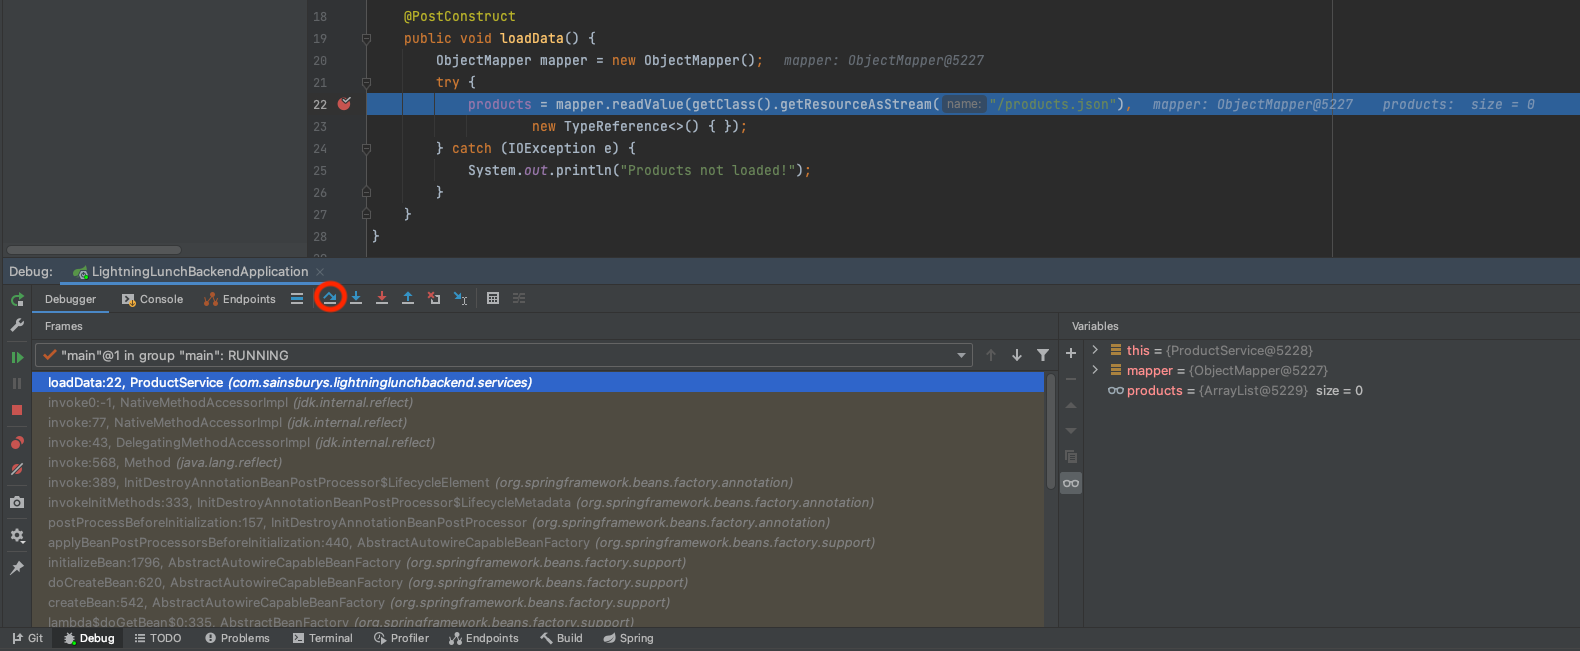 18 @PostConstruct
19 public void loadData() {
20 ObjectMapper mapper = new ObjectMapper(); mapper: ObjectMapper@5227
21 try {
22 products = mapper.readValue(getClass().getResourceAsStream( name: "/products.json"), mapper: ObjectMapper@5227 products: size = 0
23 new TypeReference<>() { });
24 } catch (IOException e) {
25 System.out.println("Products not loaded!");
26 }
27 }
28 }
Debug: LightningLunchBackendApplication
Debugger Console Endpoints
Frames
Variables
"main"@1 in group "main": RUNNING
loadData:22, ProductService (com.sainsburys.lightninglunchbackend.services)
invoke0:-1, NativeMethodAccessorImpl (jdk.internal.reflect)
invoke:77, NativeMethodAccessorImpl (jdk.internal.reflect)
invoke:43, DelegatingMethodAccessorImpl (jdk.internal.reflect)
invoke:568, Method (java.lang.reflect)
invoke:389, InitDestroyAnnotationBeanPostProcessor$LifecycleElement (org.springframework.beans.factory.annotation)
invokeInitMethods:333, InitDestroyAnnotationBeanPostProcessor$LifecycleMetadata (org.springframework.beans.factory.annotation)
postProcessBeforeInitialization:157, InitDestroyAnnotationBeanPostProcessor (org.springframework.beans.factory.annotation)
applyBeanPostProcessorsBeforeInitialization:440, AbstractAutowireCapableBeanFactory (org.springframework.beans.factory.support)
initializeBean:1796, AbstractAutowireCapableBeanFactory (org.springframework.beans.factory.support)
doCreateBean:620, AbstractAutowireCapableBeanFactory (org.springframework.beans.factory.support)
createBean:542, AbstractAutowireCapableBeanFactory (org.springframework.beans.factory.support)
lambda$doGetBean$0:335, AbstractBeanFactory (org.springframework.beans.factory.support)
this = {ProductService@5228}
mapper = {ObjectMapper@5227}
products = {ArrayList@5229} size = 0
Git Debug TODO Problems Terminal Profiler Endpoints Build Spring